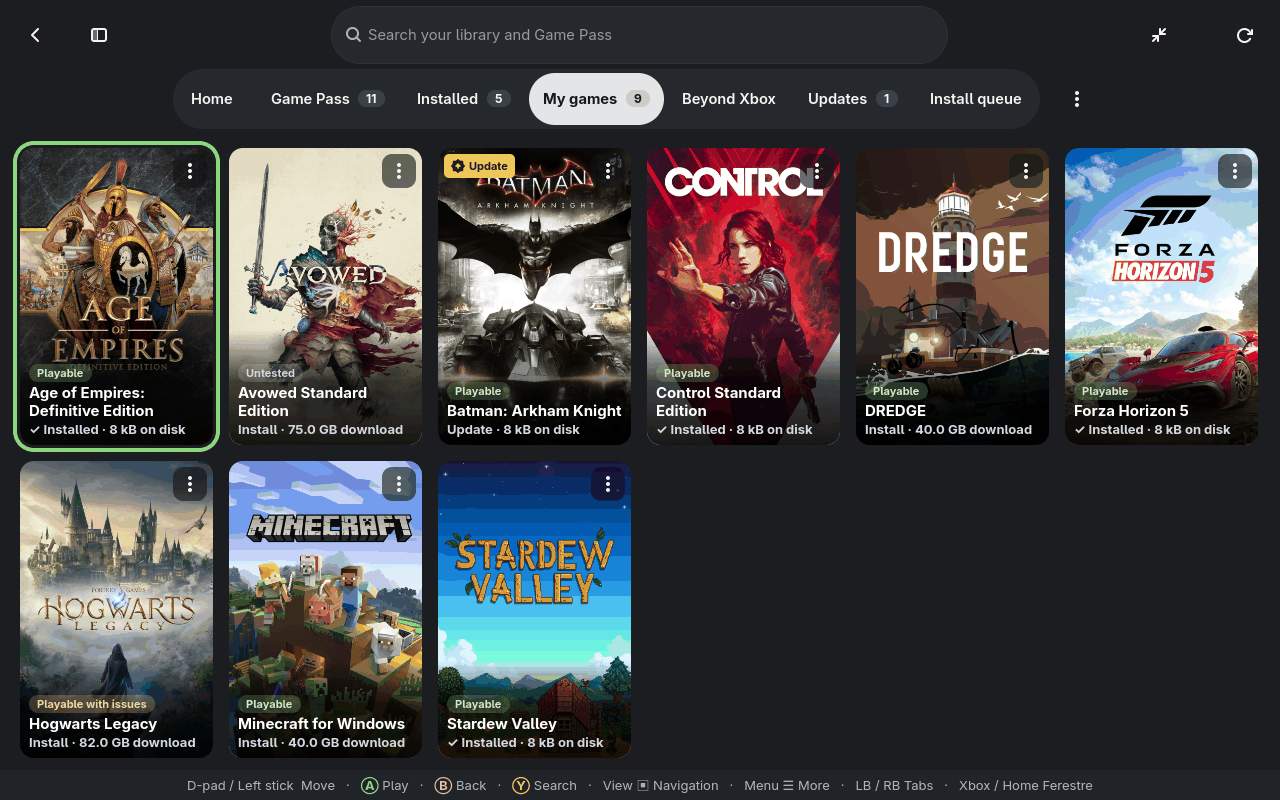 Search your library and Game Pass
Home
Game Pass 11
Installed 5
My games 9
Beyond Xbox
Updates 1
Install queue
AGE
OF
EMPIRES
DEFINITIVE EDITION
Playable
Age of Empires:
Definitive Edition
✓ Installed · 8 kB on disk
AVOWED
Untested
Avowed Standard
Edition
Install · 75.0 GB download
Update
BATMAN
ARKHAM KNIGHT
Playable
Batman: Arkham Knight
Update · 8 kB on disk
CONTROL
Playable
Control Standard
Edition
✓ Installed · 8 kB on disk
DREDGE
Playable
DREDGE
Install · 40.0 GB download
FORZA
HORIZON 5
Playable
Forza Horizon 5
✓ Installed · 8 kB on disk
PORTKEY GAMES
HOGWARTS
LEGACY
Playable with issues
Hogwarts Legacy
Install · 82.0 GB download
MINECRAFT
Playable
Minecraft for Windows
Install · 40.0 GB download
STARDEW
VALLEY
Playable
Stardew Valley
✓ Installed · 8 kB on disk
D-pad / Left stick Move · A Play · B Back · Y Search · View ▣ Navigation · Menu ☰ More · LB / RB Tabs · Xbox / Home Ferestre